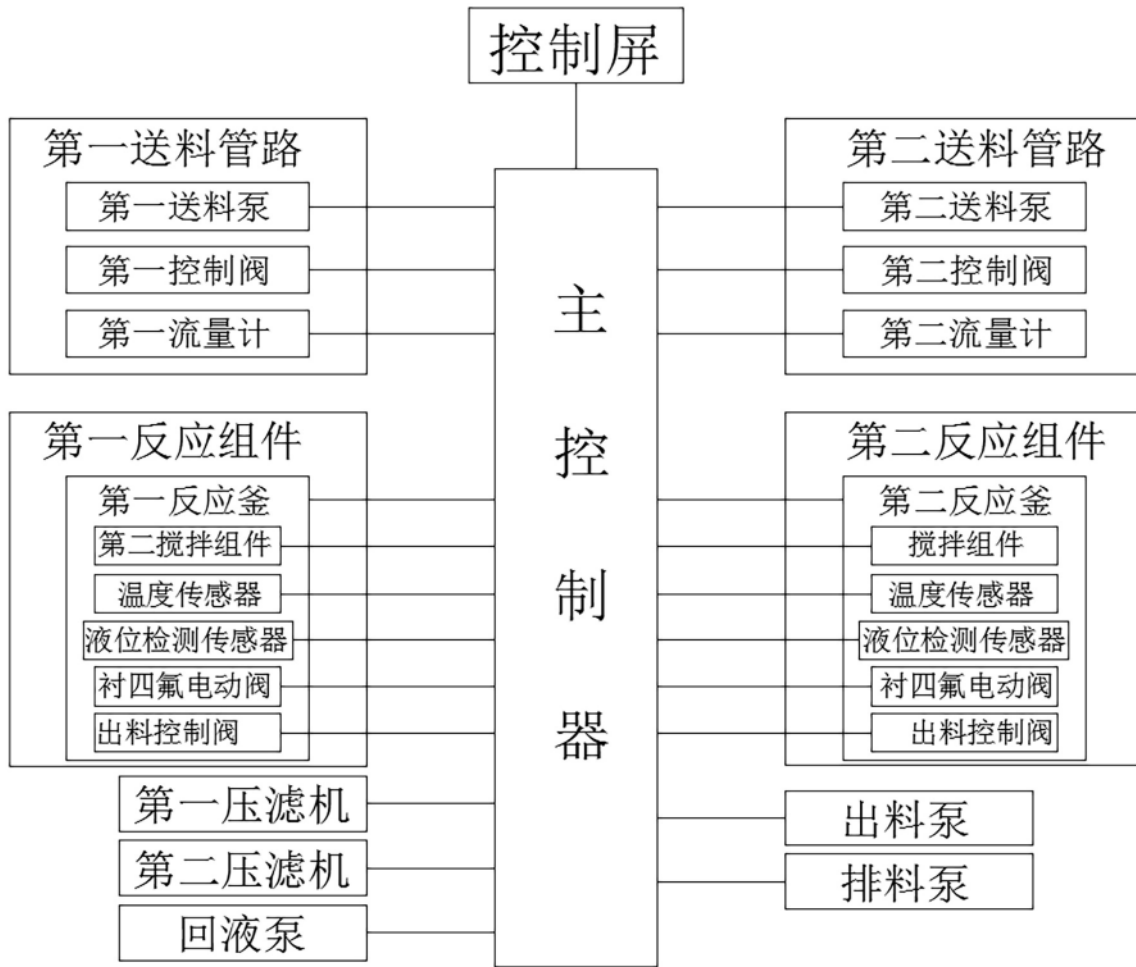 控制屏
第一送料管路
第一送料泵
第一控制阀
第一流量计
第二送料管路
第二送料泵
第二控制阀
第二流量计
主控制器
第一反应组件
第一反应釜
第二搅拌组件
温度传感器
液位检测传感器
衬四氟电动阀
出料控制阀
第二反应组件
第二反应釜
搅拌组件
温度传感器
液位检测传感器
衬四氟电动阀
出料控制阀
第一压滤机
第二压滤机
回液泵
出料泵
排料泵